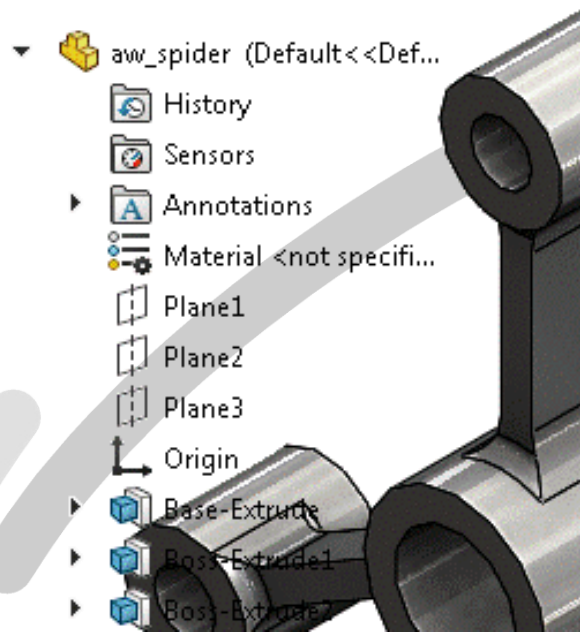 aw_spider (Default<<Def...
History
Sensors
Annotations
Material <not specifi...
Plane1
Plane2
Plane3
Origin
Base-Extrude
Boss-Extrude1
Boss-Extrude2